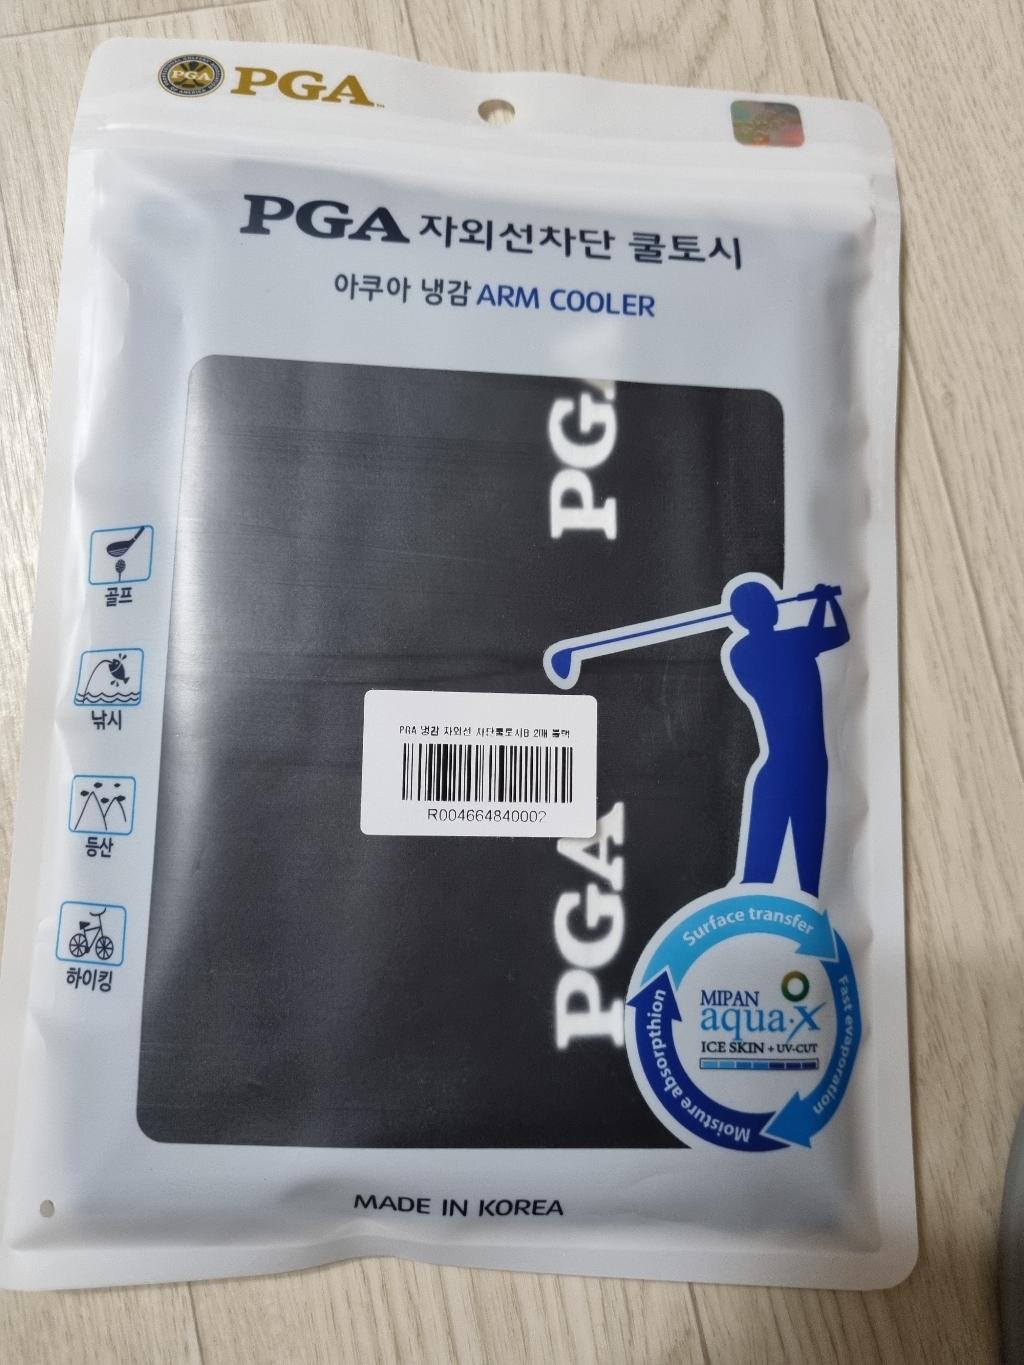 PGA
PGA
PGA 자외선차단 쿨토시
아쿠아 냉감 ARM COOLER
PG
골프
낚시
등산
하이킹
PGA 냉감 자외선 차단쿨토시B 2매 블랙
R004664840002
PGA
Surface transfer
Fast evaporation
Moisture absorpthion
MIPAN
aqua·X
ICE SKIN + UV-CUT
MADE IN KOREA